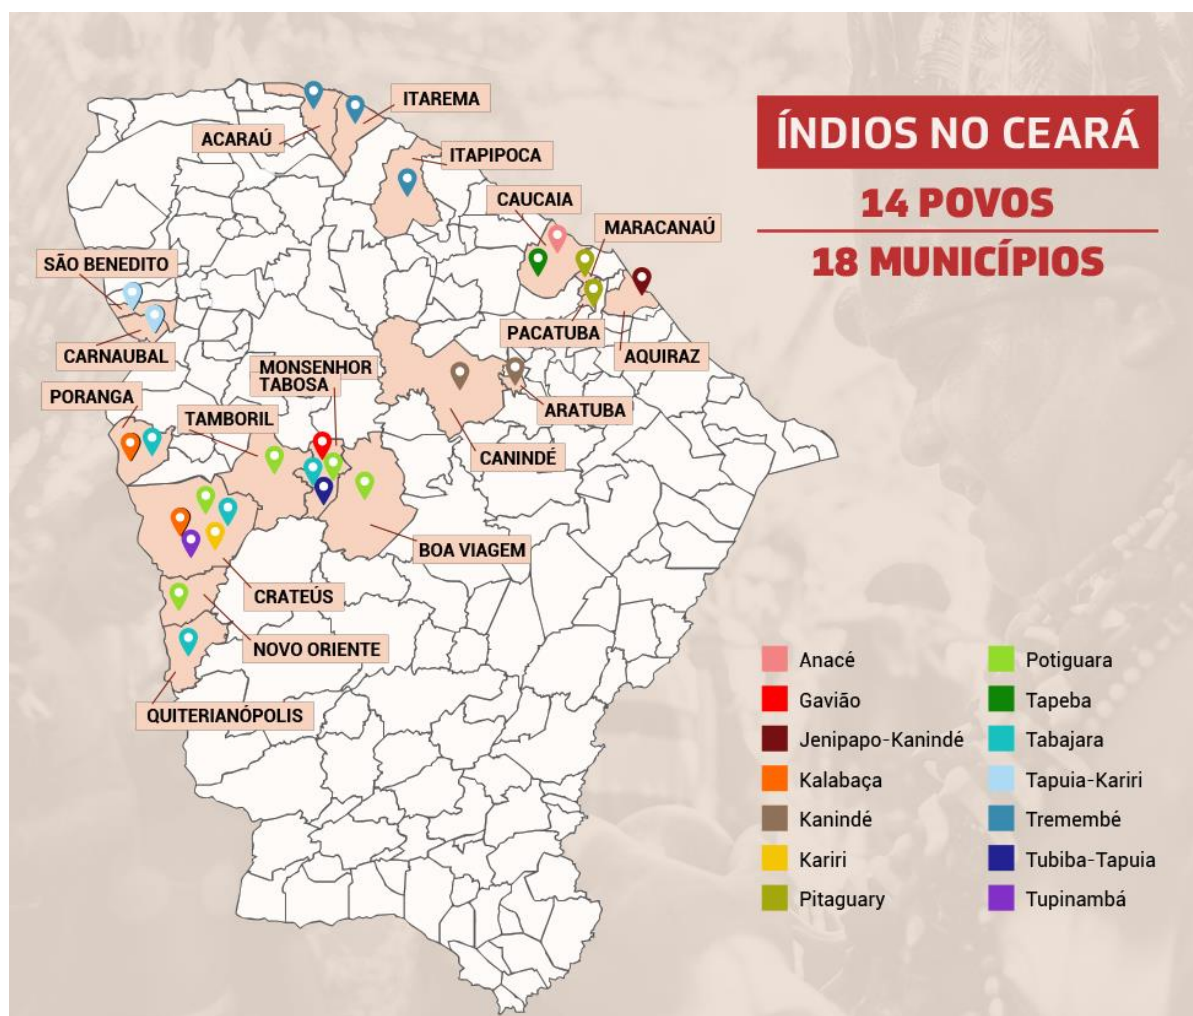 ÍNDIOS NO CEARÁ
14 POVOS
18 MUNICÍPIOS
ITAREMA
ACARAÚ
ITAPIPOCA
CAUCAIA
MARACANAÚ
SÃO BENEDITO
CARNAUBAL
PACATUBA
AQUIRAZ
MONSENHOR
TABOSA
PORANGA
TAMBORIL
ARATUBA
CANINDÉ
BOA VIAGEM
CRATEÚS
NOVO ORIENTE
QUITERIANÓPOLIS
Anacé
Gavião
Jenipapo-Kanindé
Kalabaça
Kanindé
Kariri
Pitaguary
Potiguara
Tapeba
Tabajara
Tapuia-Kariri
Tremembé
Tubiba-Tapuia
Tupinambá